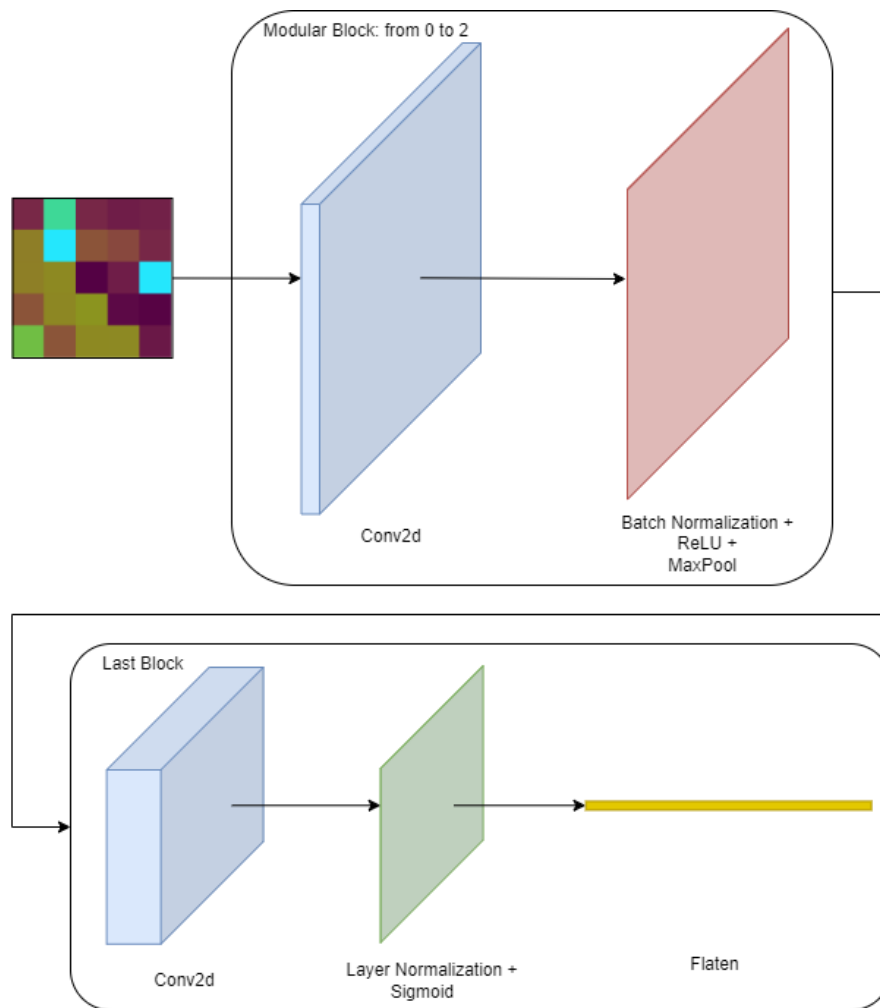 Modular Block: from 0 to 2
Conv2d
Batch Normalization +
ReLU +
MaxPool
Last Block
Conv2d
Layer Normalization +
Sigmoid
Flaten